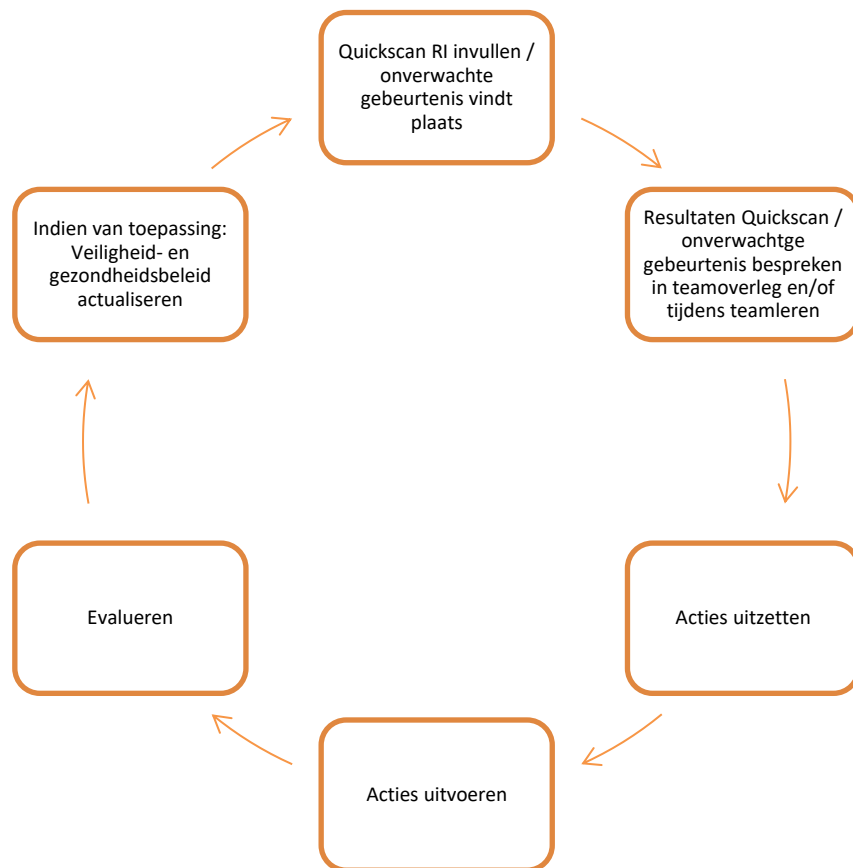 Quickscan RI invullen /
onverwachte
gebeurtenis vindt
plaats
Resultaten Quickscan /
onverwachtge
gebeurtenis bespreken
in teamoverleg en/of
tijdens teamleren
Acties uitzetten
Acties uitvoeren
Evalueren
Indien van toepassing:
Veiligheid- en
gezondheidsbeleid
actualiseren